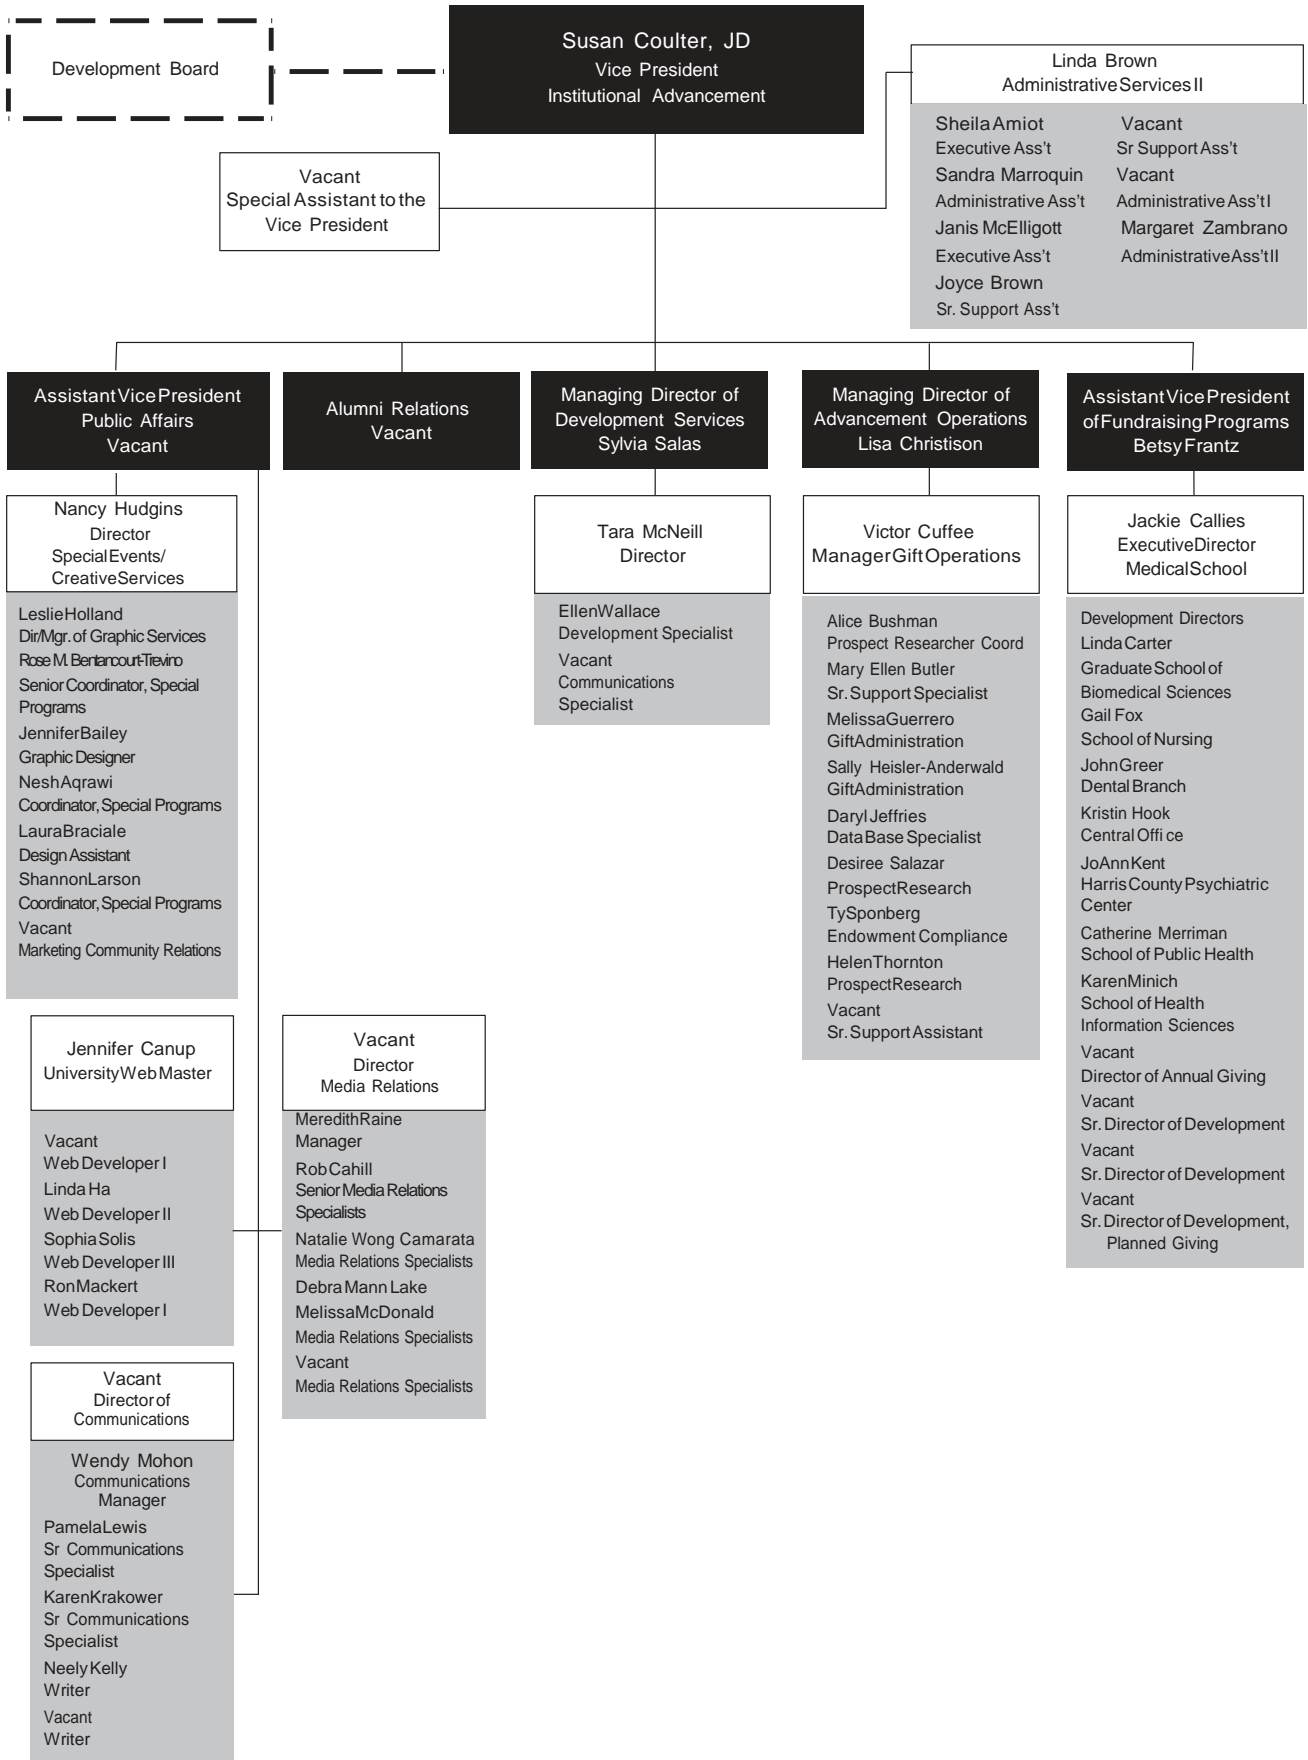 Development Board
Susan Coulter, JD
Vice President
Institutional Advancement
Linda Brown
Administrative Services II
Sheila Amiot
Executive Ass't
Sandra Marroquin
Administrative Ass't
Janis McElligott
Executive Ass't
Joyce Brown
Sr. Support Ass't
Vacant
Sr Support Ass't
Vacant
Administrative Ass't I
Margaret Zambrano
Administrative Ass't II
Vacant
Special Assistant to the
Vice President
Assistant Vice President
Public Affairs
Vacant
Alumni Relations
Vacant
Managing Director of
Development Services
Sylvia Salas
Managing Director of
Advancement Operations
Lisa Christison
Assistant Vice President
of Fundraising Programs
Betsy Frantz
Nancy Hudgins
Director
Special Events/
Creative Services
Leslie Holland
Dir/Mgr. of Graphic Services
Rose M. Bentancourt-Trevino
Senior Coordinator, Special
Programs
Jennifer Bailey
Graphic Designer
Nesh Aqrawi
Coordinator, Special Programs
Laura Braciale
Design Assistant
Shannon Larson
Coordinator, Special Programs
Vacant
Marketing Community Relations
Jennifer Canup
University Web Master
Vacant
Web Developer I
Linda Ha
Web Developer II
Sophia Solis
Web Developer III
Ron Mackert
Web Developer I
Vacant
Director
Media Relations
Meredith Raine
Manager
Rob Cahill
Senior Media Relations
Specialists
Natalie Wong Camarata
Media Relations Specialists
Debra Mann Lake
Melissa McDonald
Media Relations Specialists
Vacant
Media Relations Specialists
Vacant
Director of
Communications
Wendy Mohon
Communications
Manager
Pamela Lewis
Sr Communications
Specialist
Karen Krakower
Sr Communications
Specialist
Neely Kelly
Writer
Vacant
Writer
Tara McNeill
Director
Ellen Wallace
Development Specialist
Vacant
Communications
Specialist
Victor Cuffee
Manager Gift Operations
Alice Bushman
Prospect Researcher Coord
Mary Ellen Butler
Sr. Support Specialist
Melissa Guerrero
Gift Administration
Sally Heisler-Anderwald
Gift Administration
Daryl Jeffries
Data Base Specialist
Desiree Salazar
Prospect Research
Ty Sponberg
Endowment Compliance
Helen Thornton
Prospect Research
Vacant
Sr. Support Assistant
Jackie Callies
Executive Director
Medical School
Development Directors
Linda Carter
Graduate School of
Biomedical Sciences
Gail Fox
School of Nursing
John Greer
Dental Branch
Kristin Hook
Central Offi ce
JoAnn Kent
Harris County Psychiatric
Center
Catherine Merriman
School of Public Health
Karen Minich
School of Health
Information Sciences
Vacant
Director of Annual Giving
Vacant
Sr. Director of Development
Vacant
Sr. Director of Development
Vacant
Sr. Director of Development,
Planned Giving